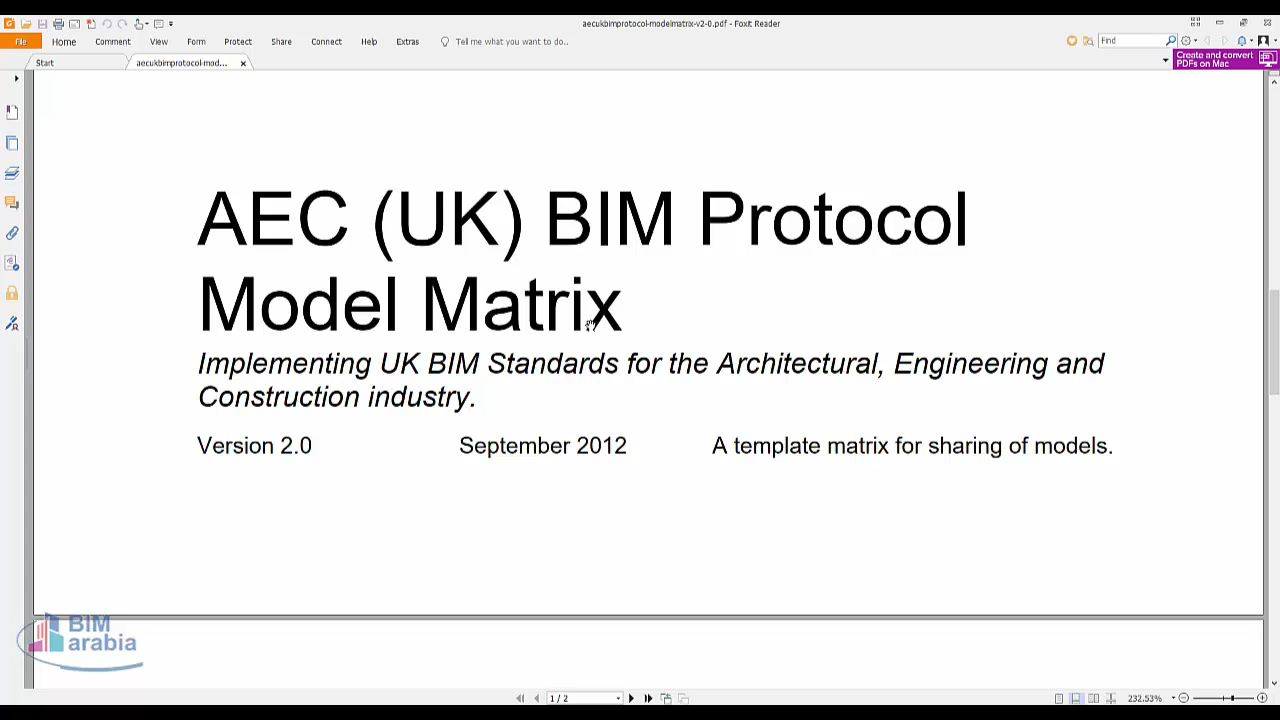 aecukbimprotocol-modelmatrix-v2-0.pdf - Foxit Reader
File Home Comment View Form Protect Share Connect Help Extras Tell me what you want to do.. Find
Start aecukbimprotocol-mod... Create and convert
PDFs on Mac
AEC (UK) BIM Protocol
Model Matrix
Implementing UK BIM Standards for the Architectural, Engineering and
Construction industry.
Version 2.0 September 2012 A template matrix for sharing of models.
BIM
arabia
1 / 2 232.53%